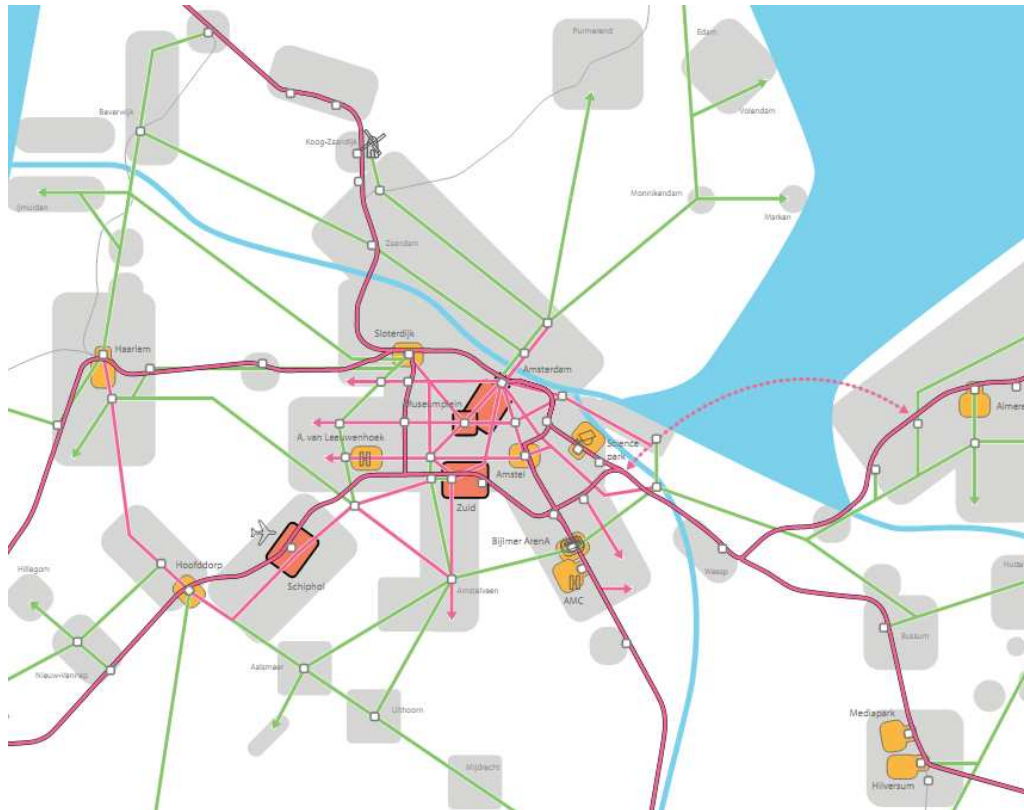 Purmerend
Edam
Volendam
Beverwijk
Koog-Zaandijk
IJmuiden
Monnikendam
Marken
Zaandam
Haarlem
Sloterdijk
Amsterdam
Museumplein
Almere
A. van Leeuwenhoek
Science
park
Amstel
Zuid
Bijlmer ArenA
Hoofddorp
Hillegom
Schiphol
AMC
Weesp
Amstelveen
Bussum
Aalsmeer
Nieuw-Vennep
Uithoorn
Mediapark
Mijdrecht
Hilversum